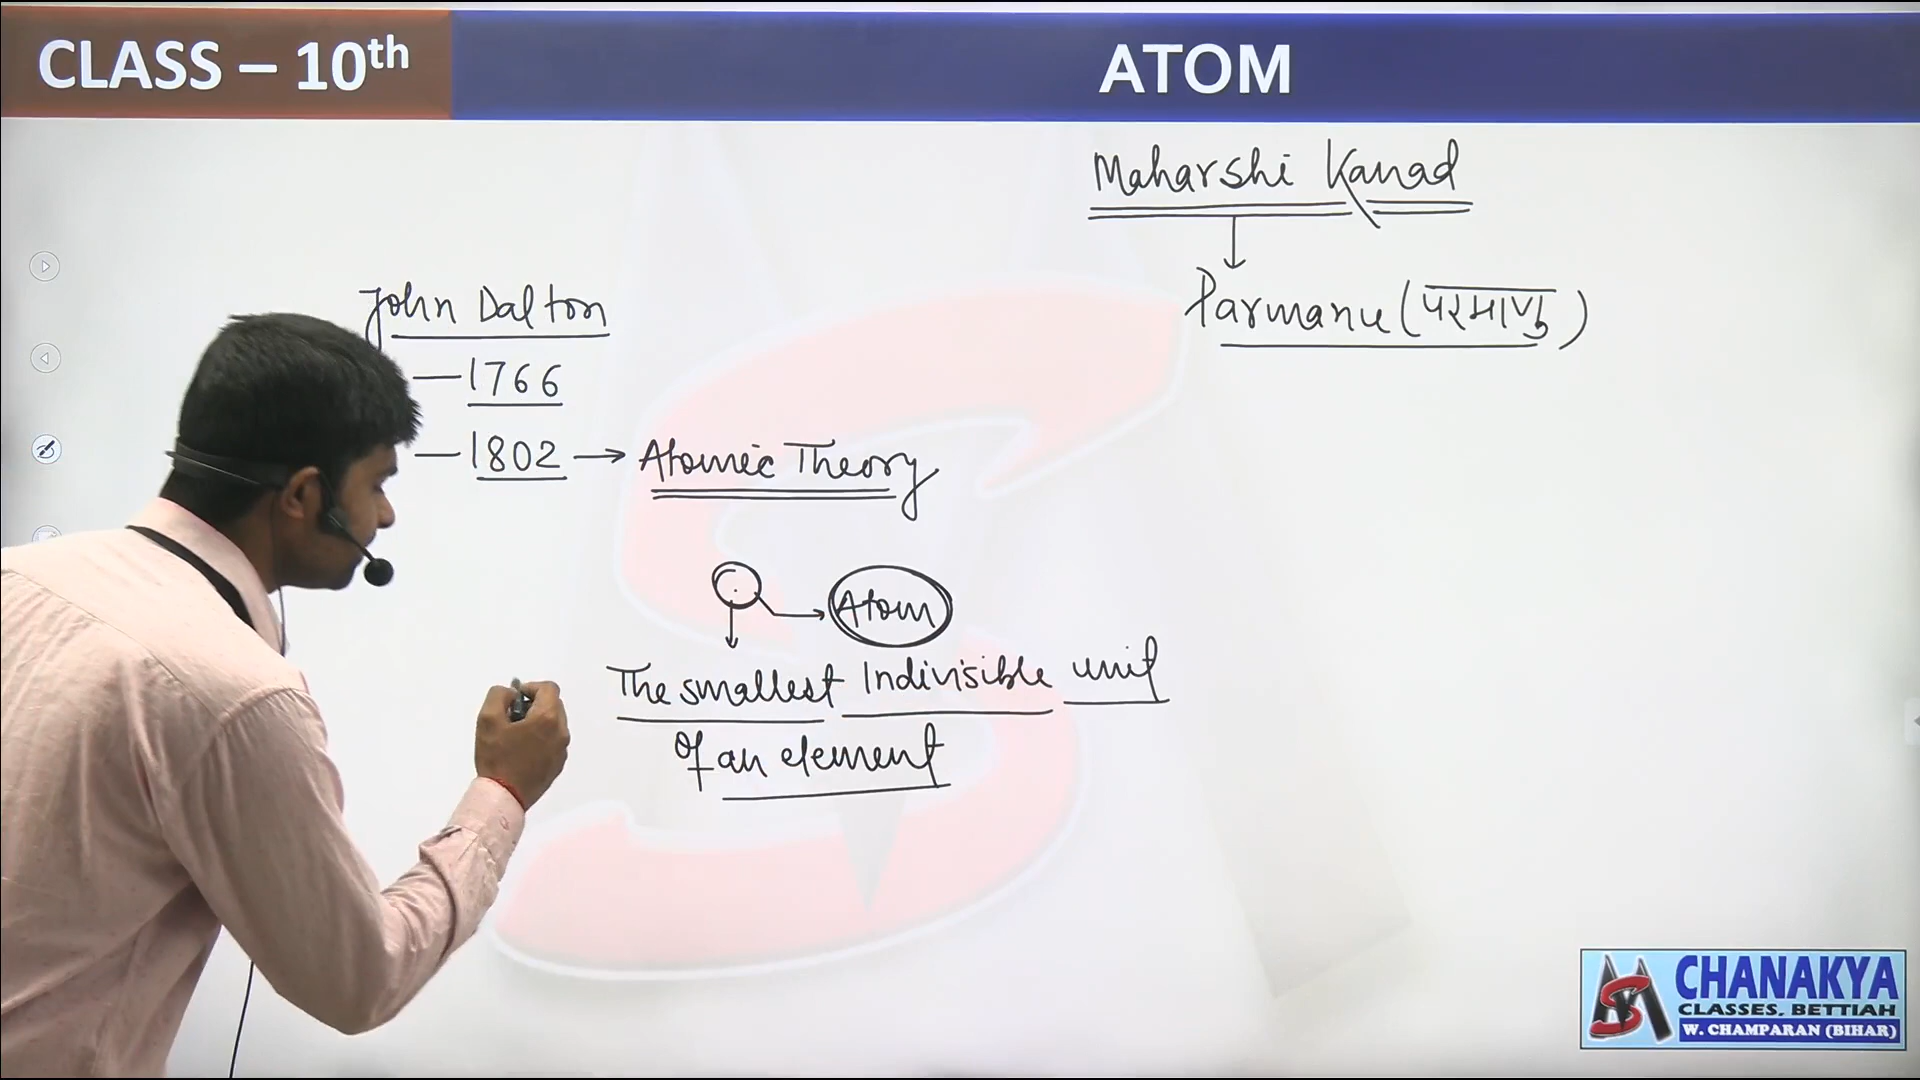 CLASS – 10th
ATOM
Maharshi Kanad
Parmanu (परमाणु)
John Dalton
— 1766
— 1802 → Atomic Theory
Atom
The smallest Indivisible unit
of an element
CHANAKYA
CLASSES, BETTIAH
W. CHAMPARAN (BIHAR)